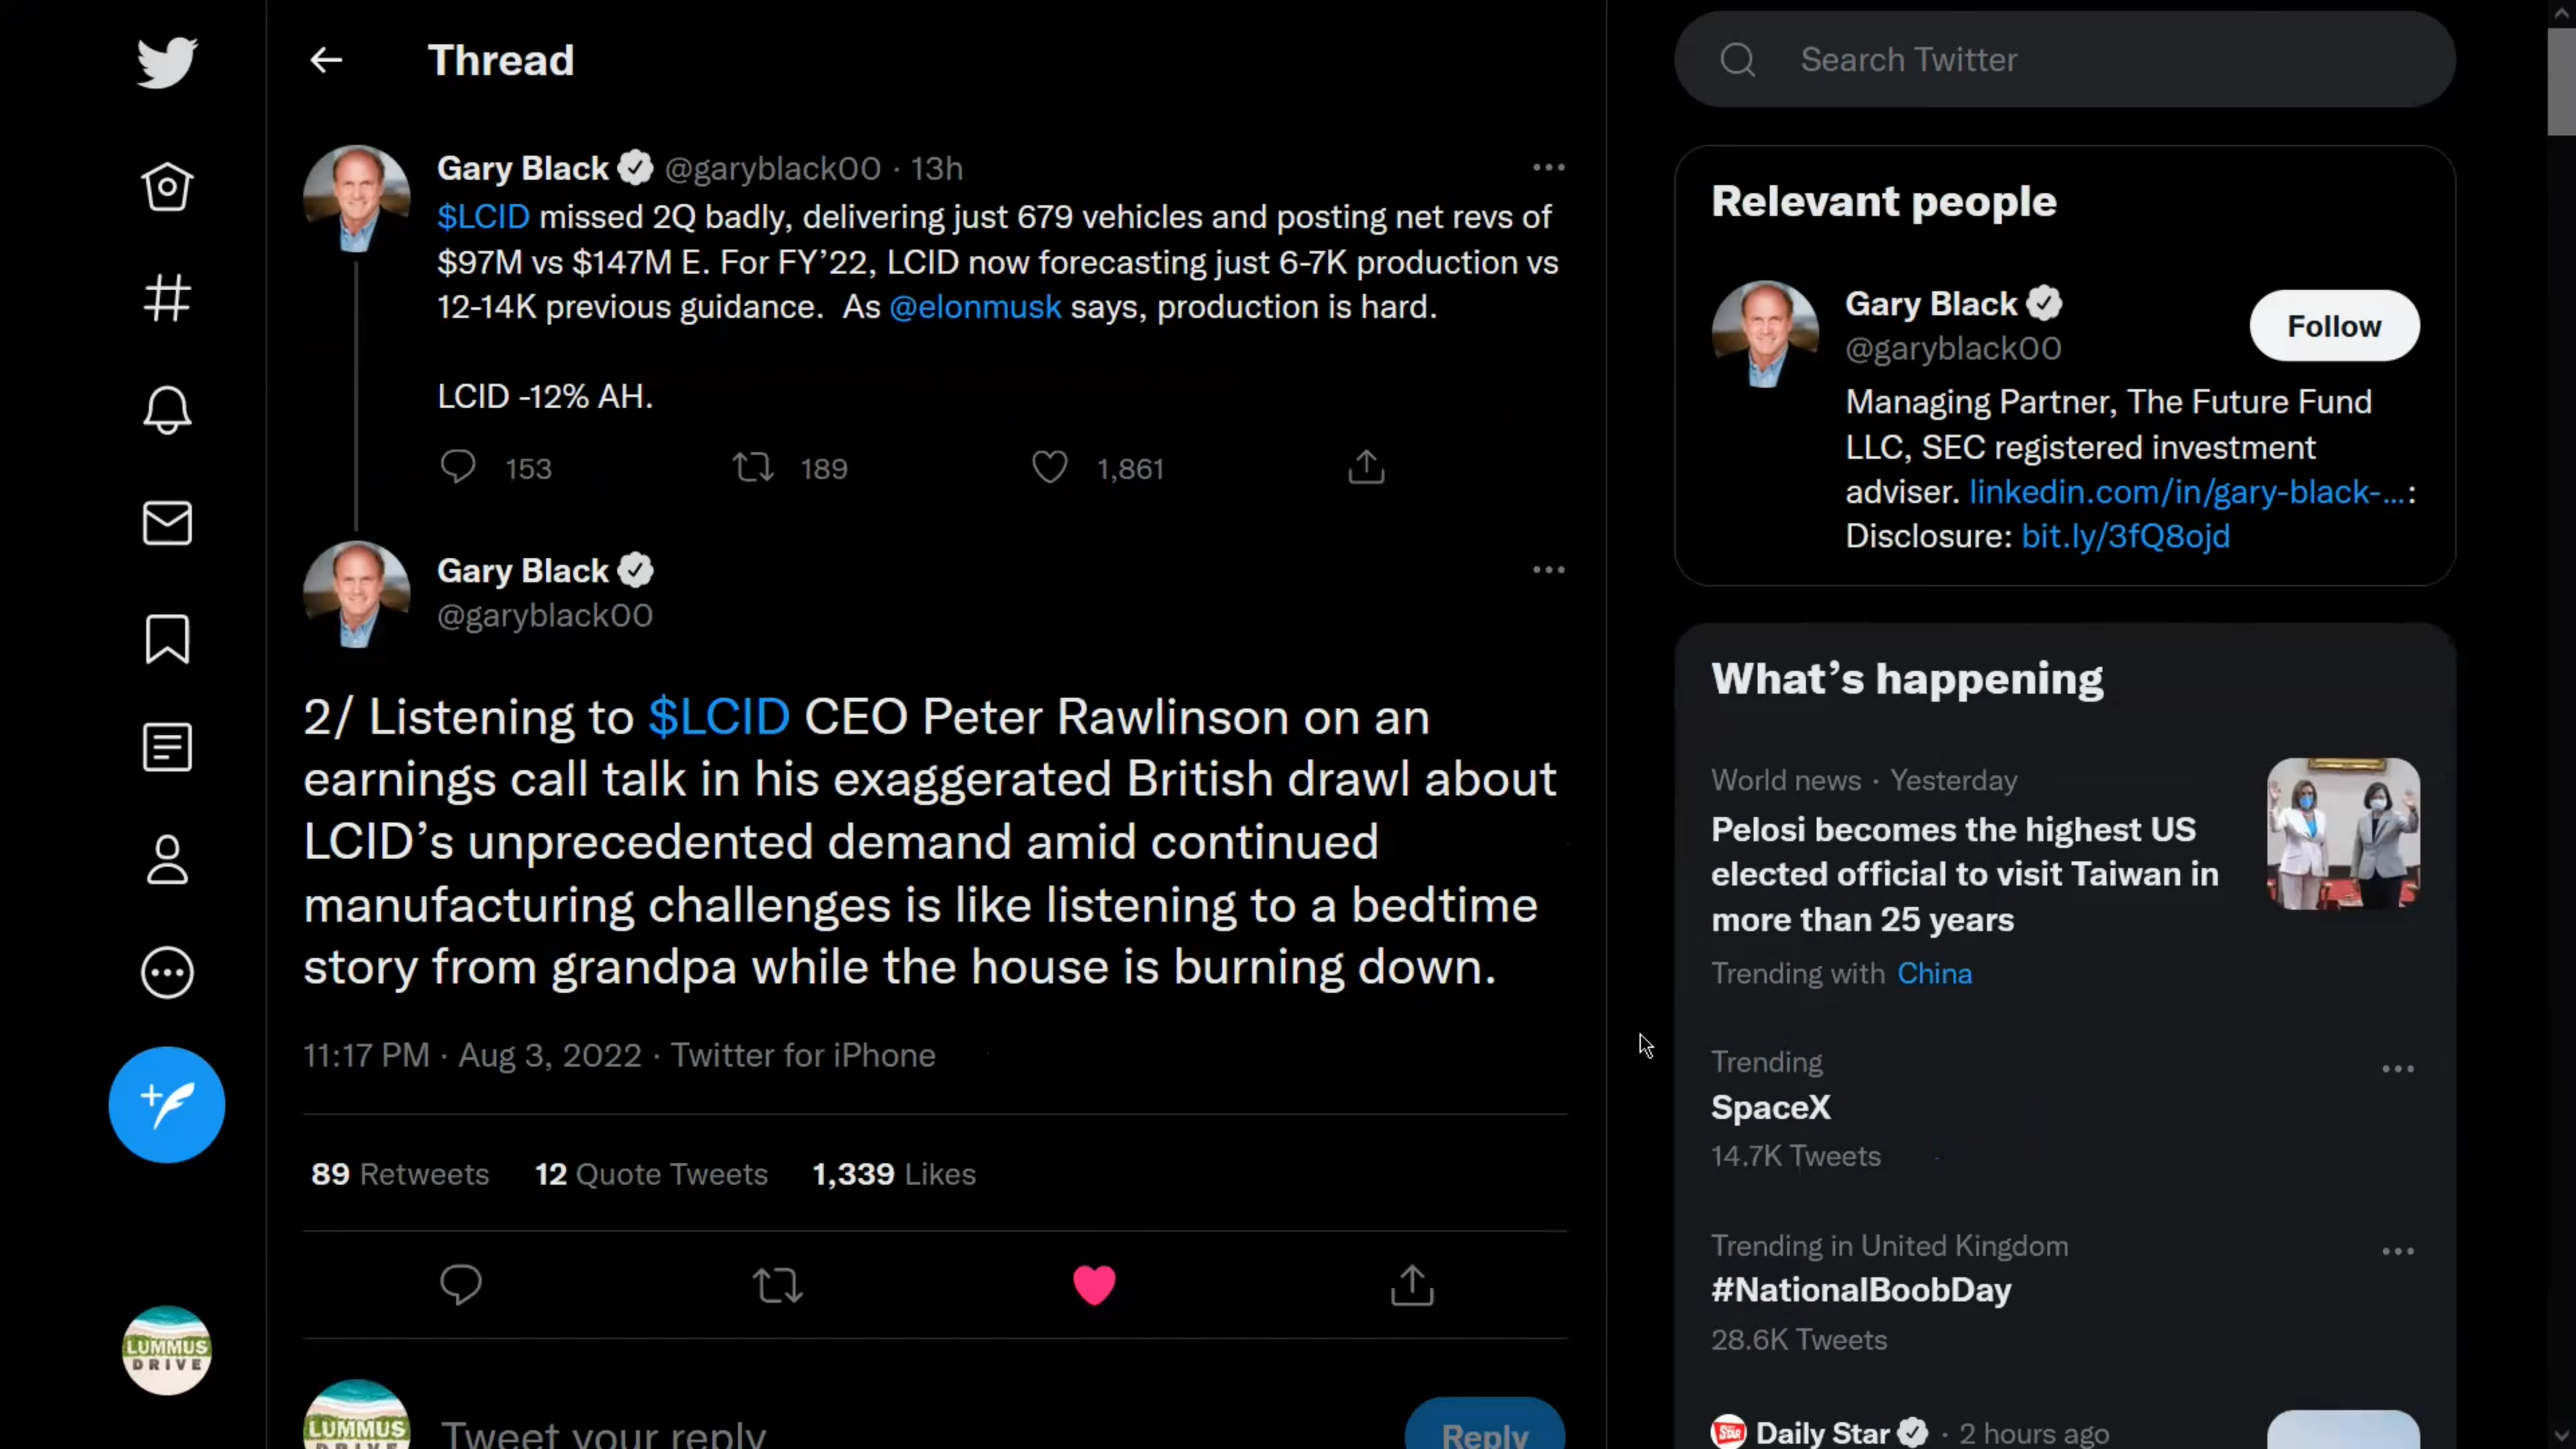 Thread
Gary Black @garyblack00 · 13h
$LCID missed 2Q badly, delivering just 679 vehicles and posting net revs of
$97M vs $147M E. For FY’22, LCID now forecasting just 6-7K production vs
12-14K previous guidance.  As @elonmusk says, production is hard.
LCID -12% AH.
153 189 1,861
Gary Black
@garyblack00
2/ Listening to $LCID CEO Peter Rawlinson on an
earnings call talk in his exaggerated British drawl about
LCID’s unprecedented demand amid continued
manufacturing challenges is like listening to a bedtime
story from grandpa while the house is burning down.
11:17 PM · Aug 3, 2022 · Twitter for iPhone
89 Retweets 12 Quote Tweets 1,339 Likes
LUMMUS
DRIVE
LUMMUS
DRIVE
Tweet your reply
Reply
Search Twitter
Relevant people
Gary Black
@garyblack00
Follow
Managing Partner, The Future Fund
LLC, SEC registered investment
adviser. linkedin.com/in/gary-black-…:
Disclosure: bit.ly/3fQ8ojd
What’s happening
World news · Yesterday
Pelosi becomes the highest US
elected official to visit Taiwan in
more than 25 years
Trending with China
Trending
SpaceX
14.7K Tweets
Trending in United Kingdom
#NationalBoobDay
28.6K Tweets
STAR
Daily Star · 2 hours ago